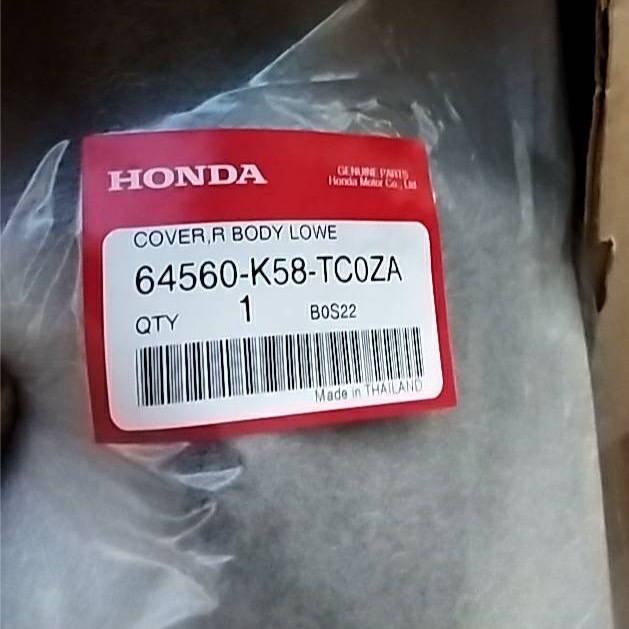 HONDA
GENUINE PARTS
Honda Motor Co., Ltd
COVER,R BODY LOWE
64560-K58-TC0ZA
QTY 1 B0S22
Made in THAILAND